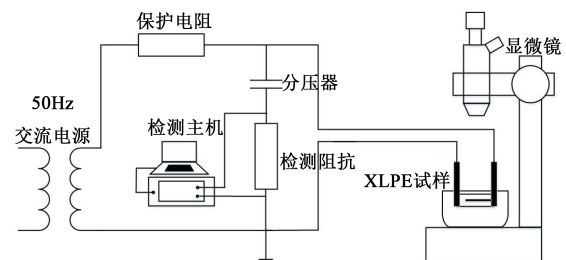 保护电阻
显微镜
分压器
50Hz
交流电源
检测主机
检测阻抗
XLPE试样